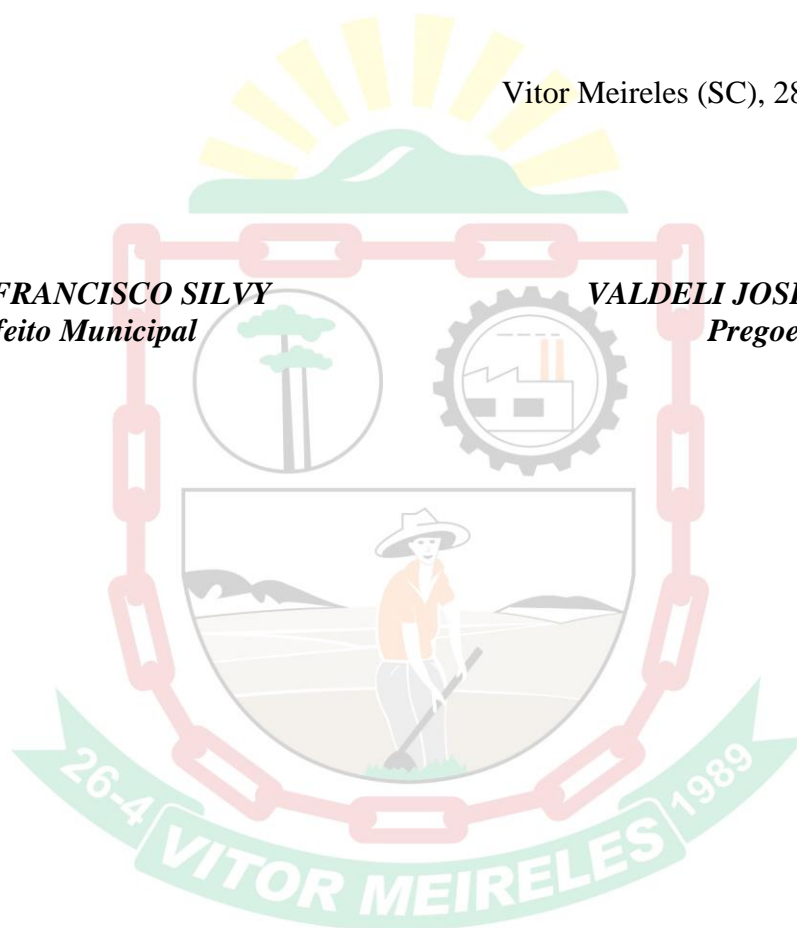 Vitor Meireles (SC), 28
FRANCISCO SILVY
feito Municipal
VALDELI JOSE
Pregoe
26-4
VITOR MEIRELES
1989